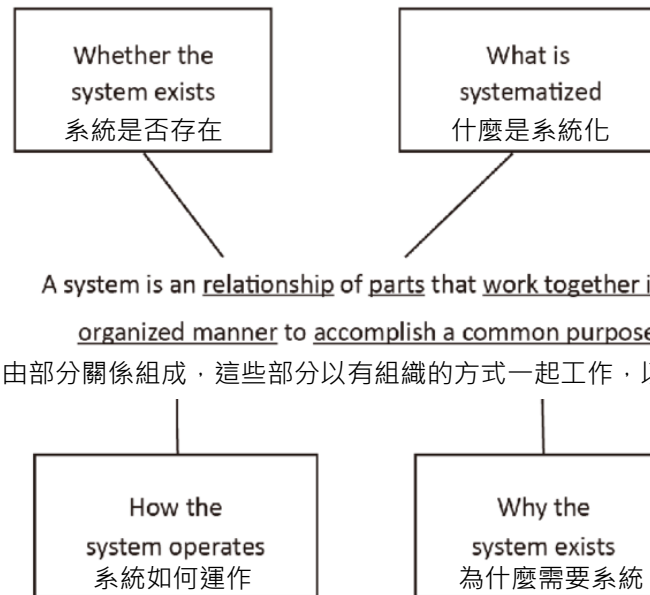 Whether the
system exists
系統是否存在
What is
systematized
什麼是系統化
A system is an relationship of parts that work together i
organized manner to accomplish a common purpose
由部分關係組成，這些部分以有組織的方式一起工作，以
How the
system operates
系統如何運作
Why the
system exists
為什麼需要系統